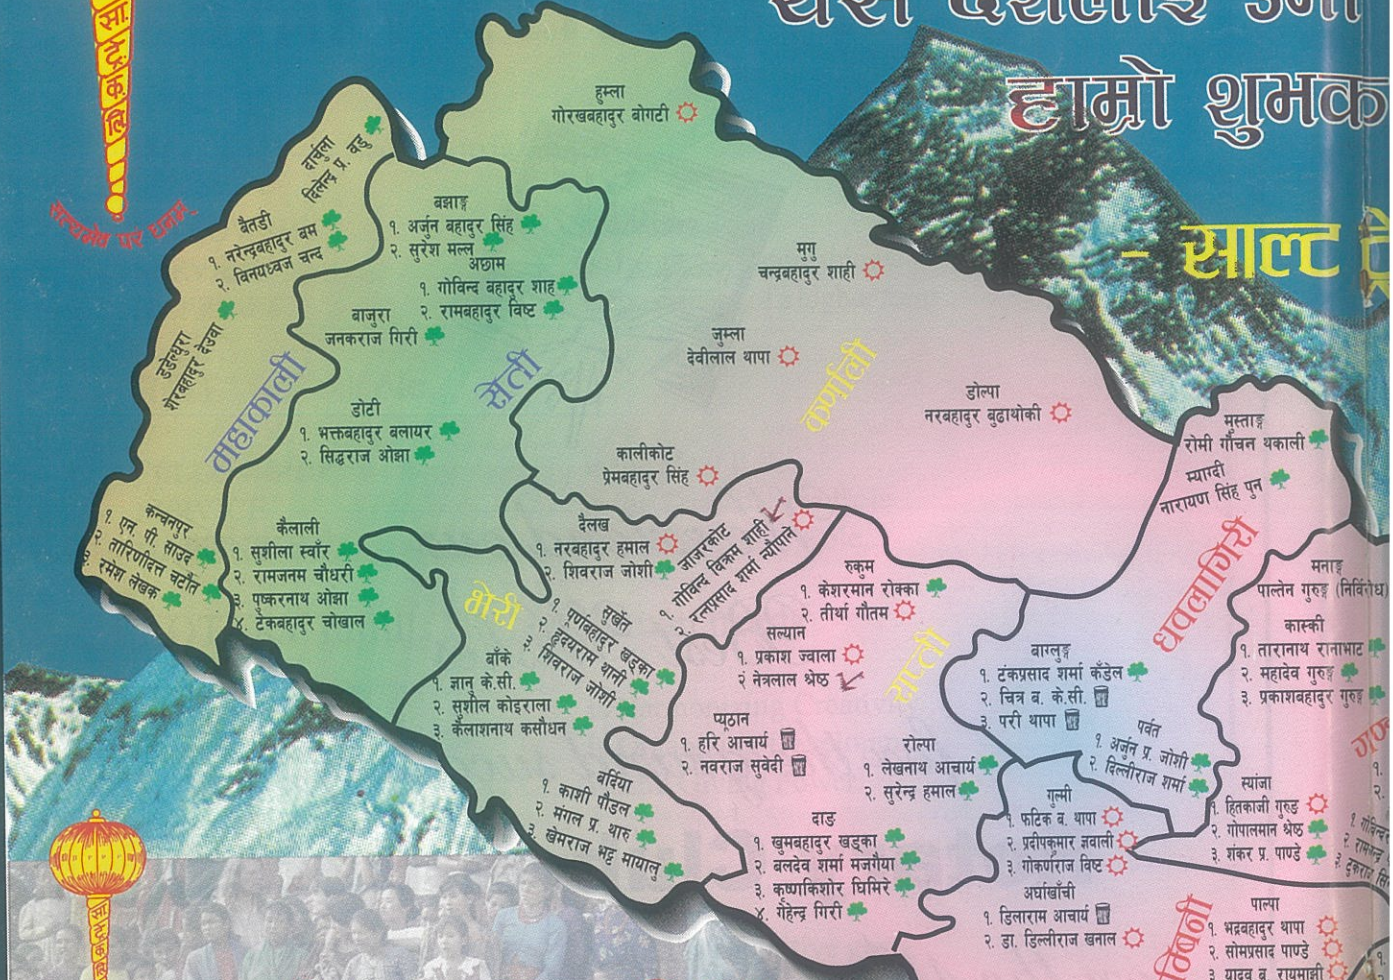 हाम्रो शुभक
- साल्ट ट्रे
सत्यमेव परं धनम्
हुम्ला
गोरखबहादुर बोगटी
दार्चुला
दिलेन्द्र प्र. वडु
बैतडी
१. नरेन्द्रबहादुर बम
२. विनयध्वज चन्द
डडेल्धुरा
शेरबहादुर देउवा
महाकाली
कन्चनपुर
१. एन. पी. साउद
२. तारिणीदत्त चटौत
३. रमेश लेखक
बझाङ्ग
१. अर्जुन बहादुर सिंह
२. सुरेश मल्ल
अछाम
१. गोविन्द बहादुर शाह
२. रामबहादुर विष्ट
बाजुरा
जनकराज गिरी
सेती
डोटी
१. भक्तबहादुर बलायर
२. सिद्धराज ओझा
कैलाली
१. सुशीला स्वाँर
२. रामजनम चौधरी
३. पुष्करनाथ ओझा
४. टेकबहादुर चोखाल
मुगु
चन्द्रबहादुर शाही
जुम्ला
देवीलाल थापा
कर्णाली
डोल्पा
नरबहादुर बुढाथोकी
कालीकोट
प्रेमबहादुर सिंह
मुस्ताङ्ग
रोमी गौचन थकाली
म्याग्दी
नारायण सिंह पुन
धवलागिरी
दैलेख
१. नरबहादुर हमाल
२. शिवराज जोशी
जाजरकोट
१. गोविन्द विक्रम शाही
२. रत्नप्रसाद शर्मा न्यौपाने
भेरी
सुर्खेत
१. पूर्णबहादुर खड्का
२. हृदयराम थानी
३. शिवराज जोशी
बाँके
१. ज्ञानु के.सी.
२. सुशील कोइराला
३. कैलाशनाथ कसौधन
बर्दिया
१. काशी पौडेल
२. मंगल प्र. थारु
३. खेमराज भट्ट मायालु
रुकुम
१. केशरमान रोक्का
२. तीर्था गौतम
सल्यान
१. प्रकाश ज्वाला
२ नेत्रलाल श्रेष्ठ
राप्ती
प्यूठान
१. हरि आचार्य
२. नवराज सुवेदी
रोल्पा
१. लेखनाथ आचार्य
२. सुरेन्द्र हमाल
दाङ
१. खुमबहादुर खड्का
२. बलदेव शर्मा मजगैया
३. कृष्णकिशोर घिमिरे
४. गेहेन्द्र गिरी
बाग्लुङ्ग
१. टंकप्रसाद शर्मा कँडेल
२. चित्र ब. के.सी.
३. परी थापा
पर्वत
१. अर्जुन प्र. जोशी
२. दिल्लीराज शर्मा
मनाङ्ग
पाल्तेन गुरुङ्ग (निर्विरोध)
कास्की
१. तारानाथ रानाभाट
२. महादेव गुरुङ्ग
३. प्रकाशबहादुर गुरुङ्ग
स्यांजा
१. हितकाजी गुरुङ्ग
२. गोपालमान श्रेष्ठ
३. शंकर प्र. पाण्डे
गुल्मी
१. फटिक ब. थापा
२. प्रदीपकुमार ज्ञवाली
३. गोकर्णराज विष्ट
अर्घाखाँची
१. डिलाराम आचार्य
२. डा. डिल्लीराज खनाल
म्बिनी
पाल्पा
१. भद्रबहादुर थापा
२. सोमप्रसाद पाण्डे
३. यादव ब. रायमाझी